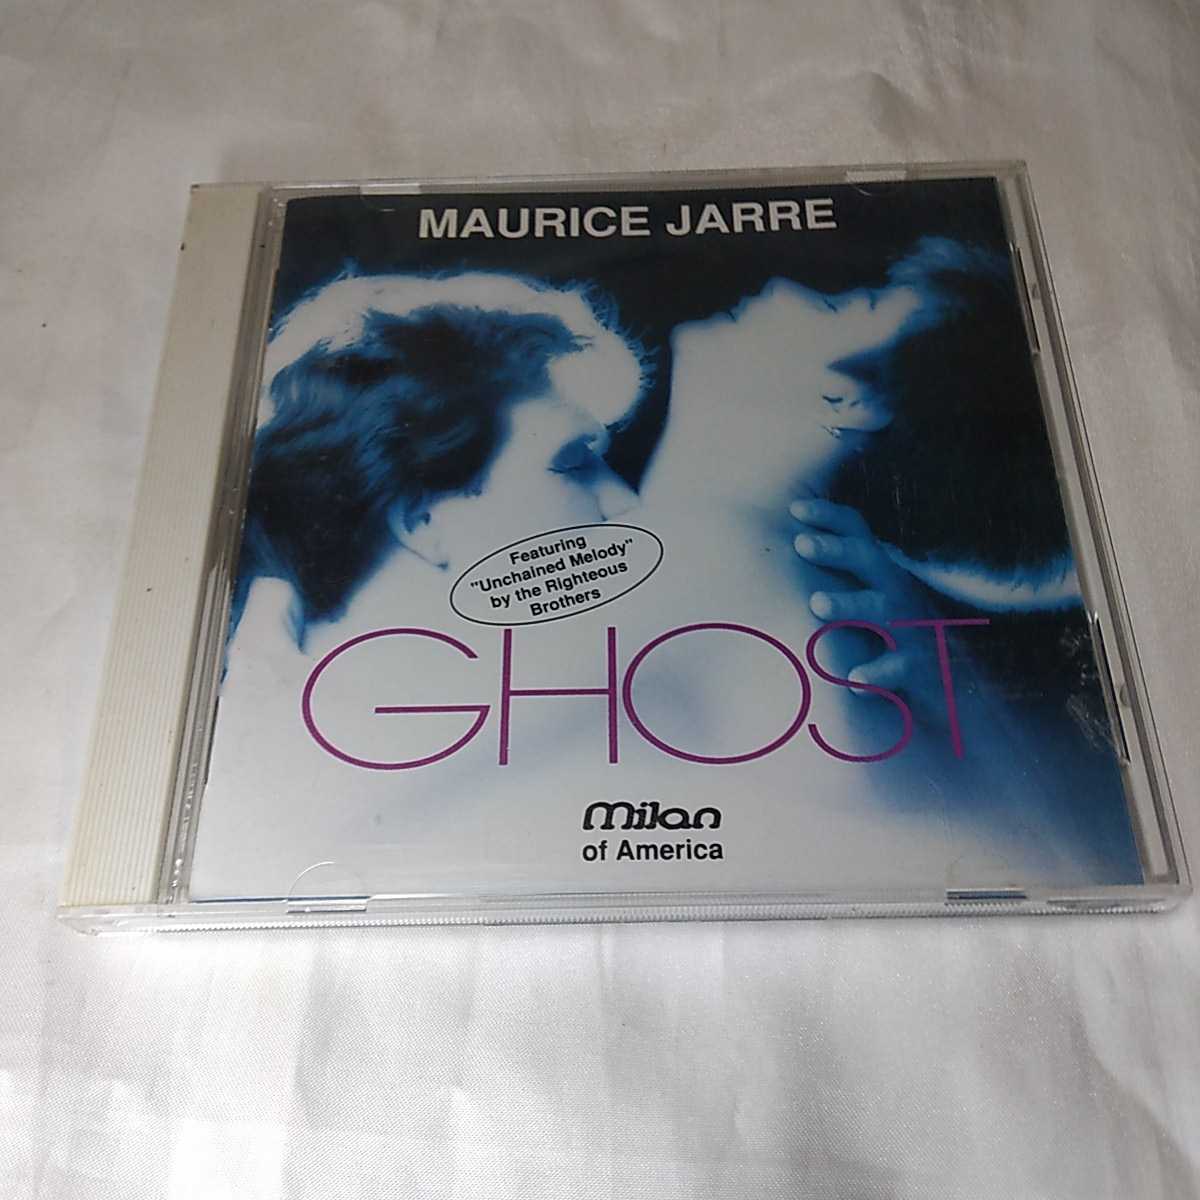 MAURICE JARRE
Featuring
"Unchained Melody"
by the Righteous
Brothers
GHOST
Milan
of America